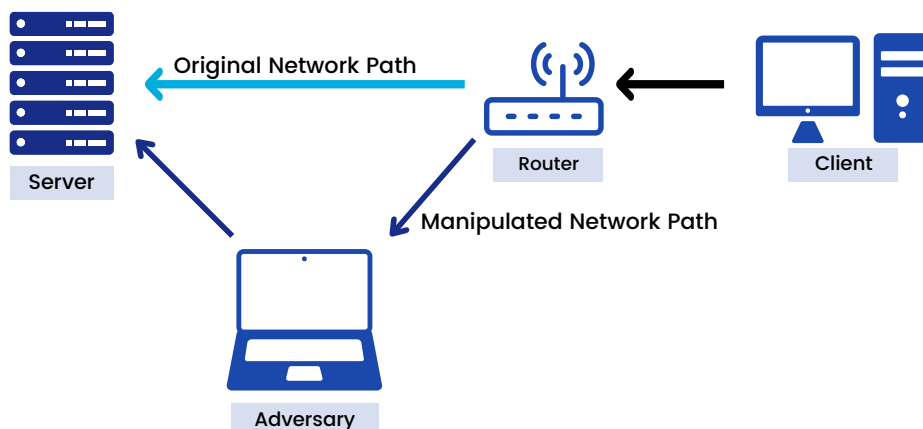 Original Network Path
Server
Router
Client
Manipulated Network Path
Adversary